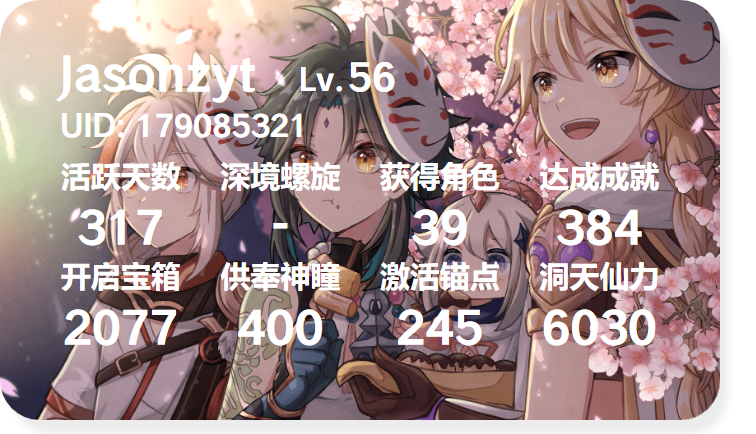 Jasonzyt Lv.56
UID: 179085321
活跃天数 深境螺旋 获得角色 达成成就
317 - 39 384
开启宝箱 供奉神瞳 激活锚点 洞天仙力
2077 400 245 6030